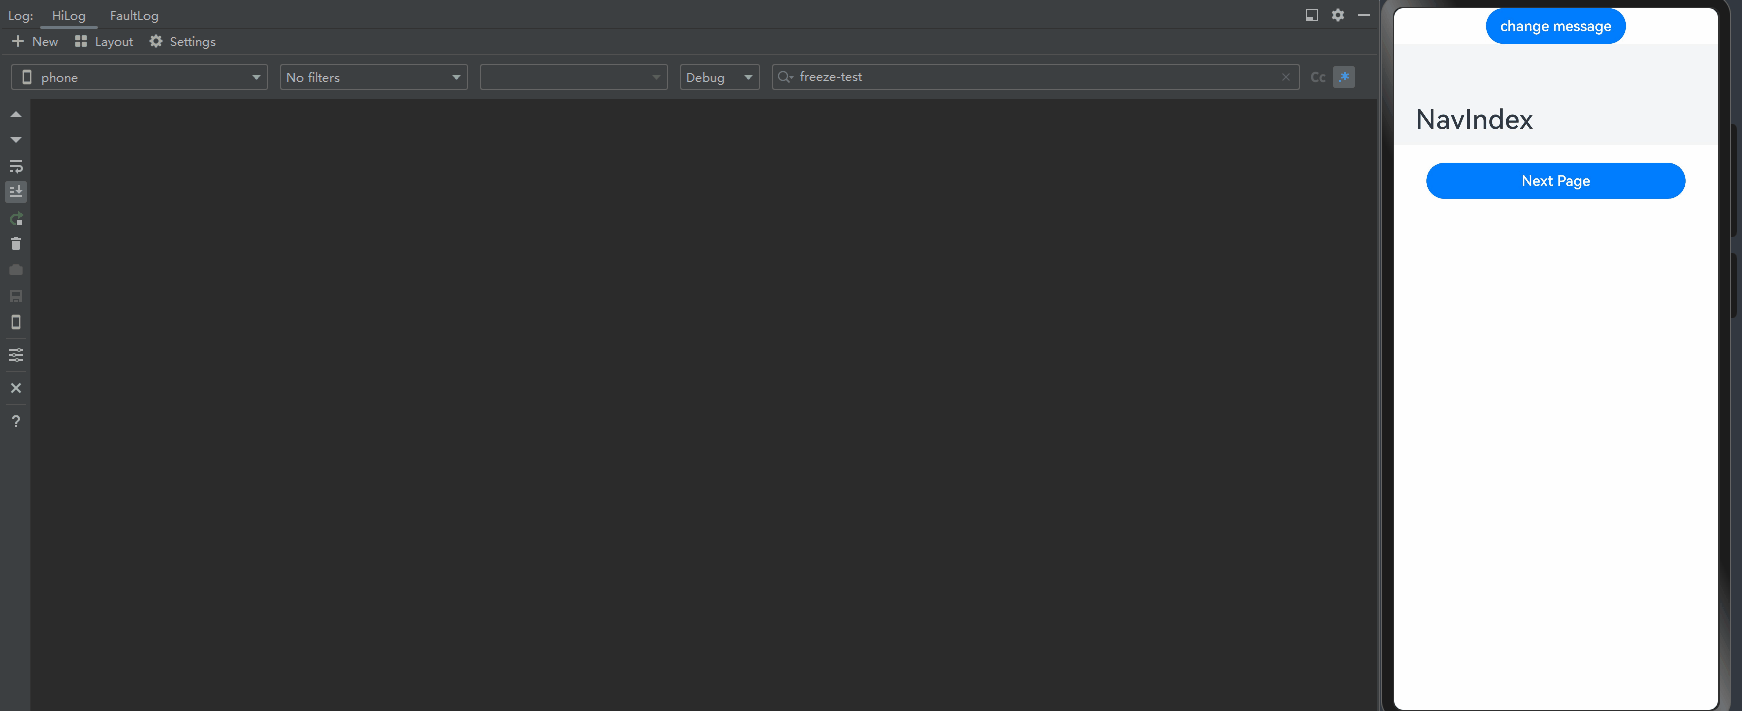 Log: HiLog FaultLog
New Layout Settings
phone No filters Debug freeze-test Cc .*
?
change message
NavIndex
Next Page